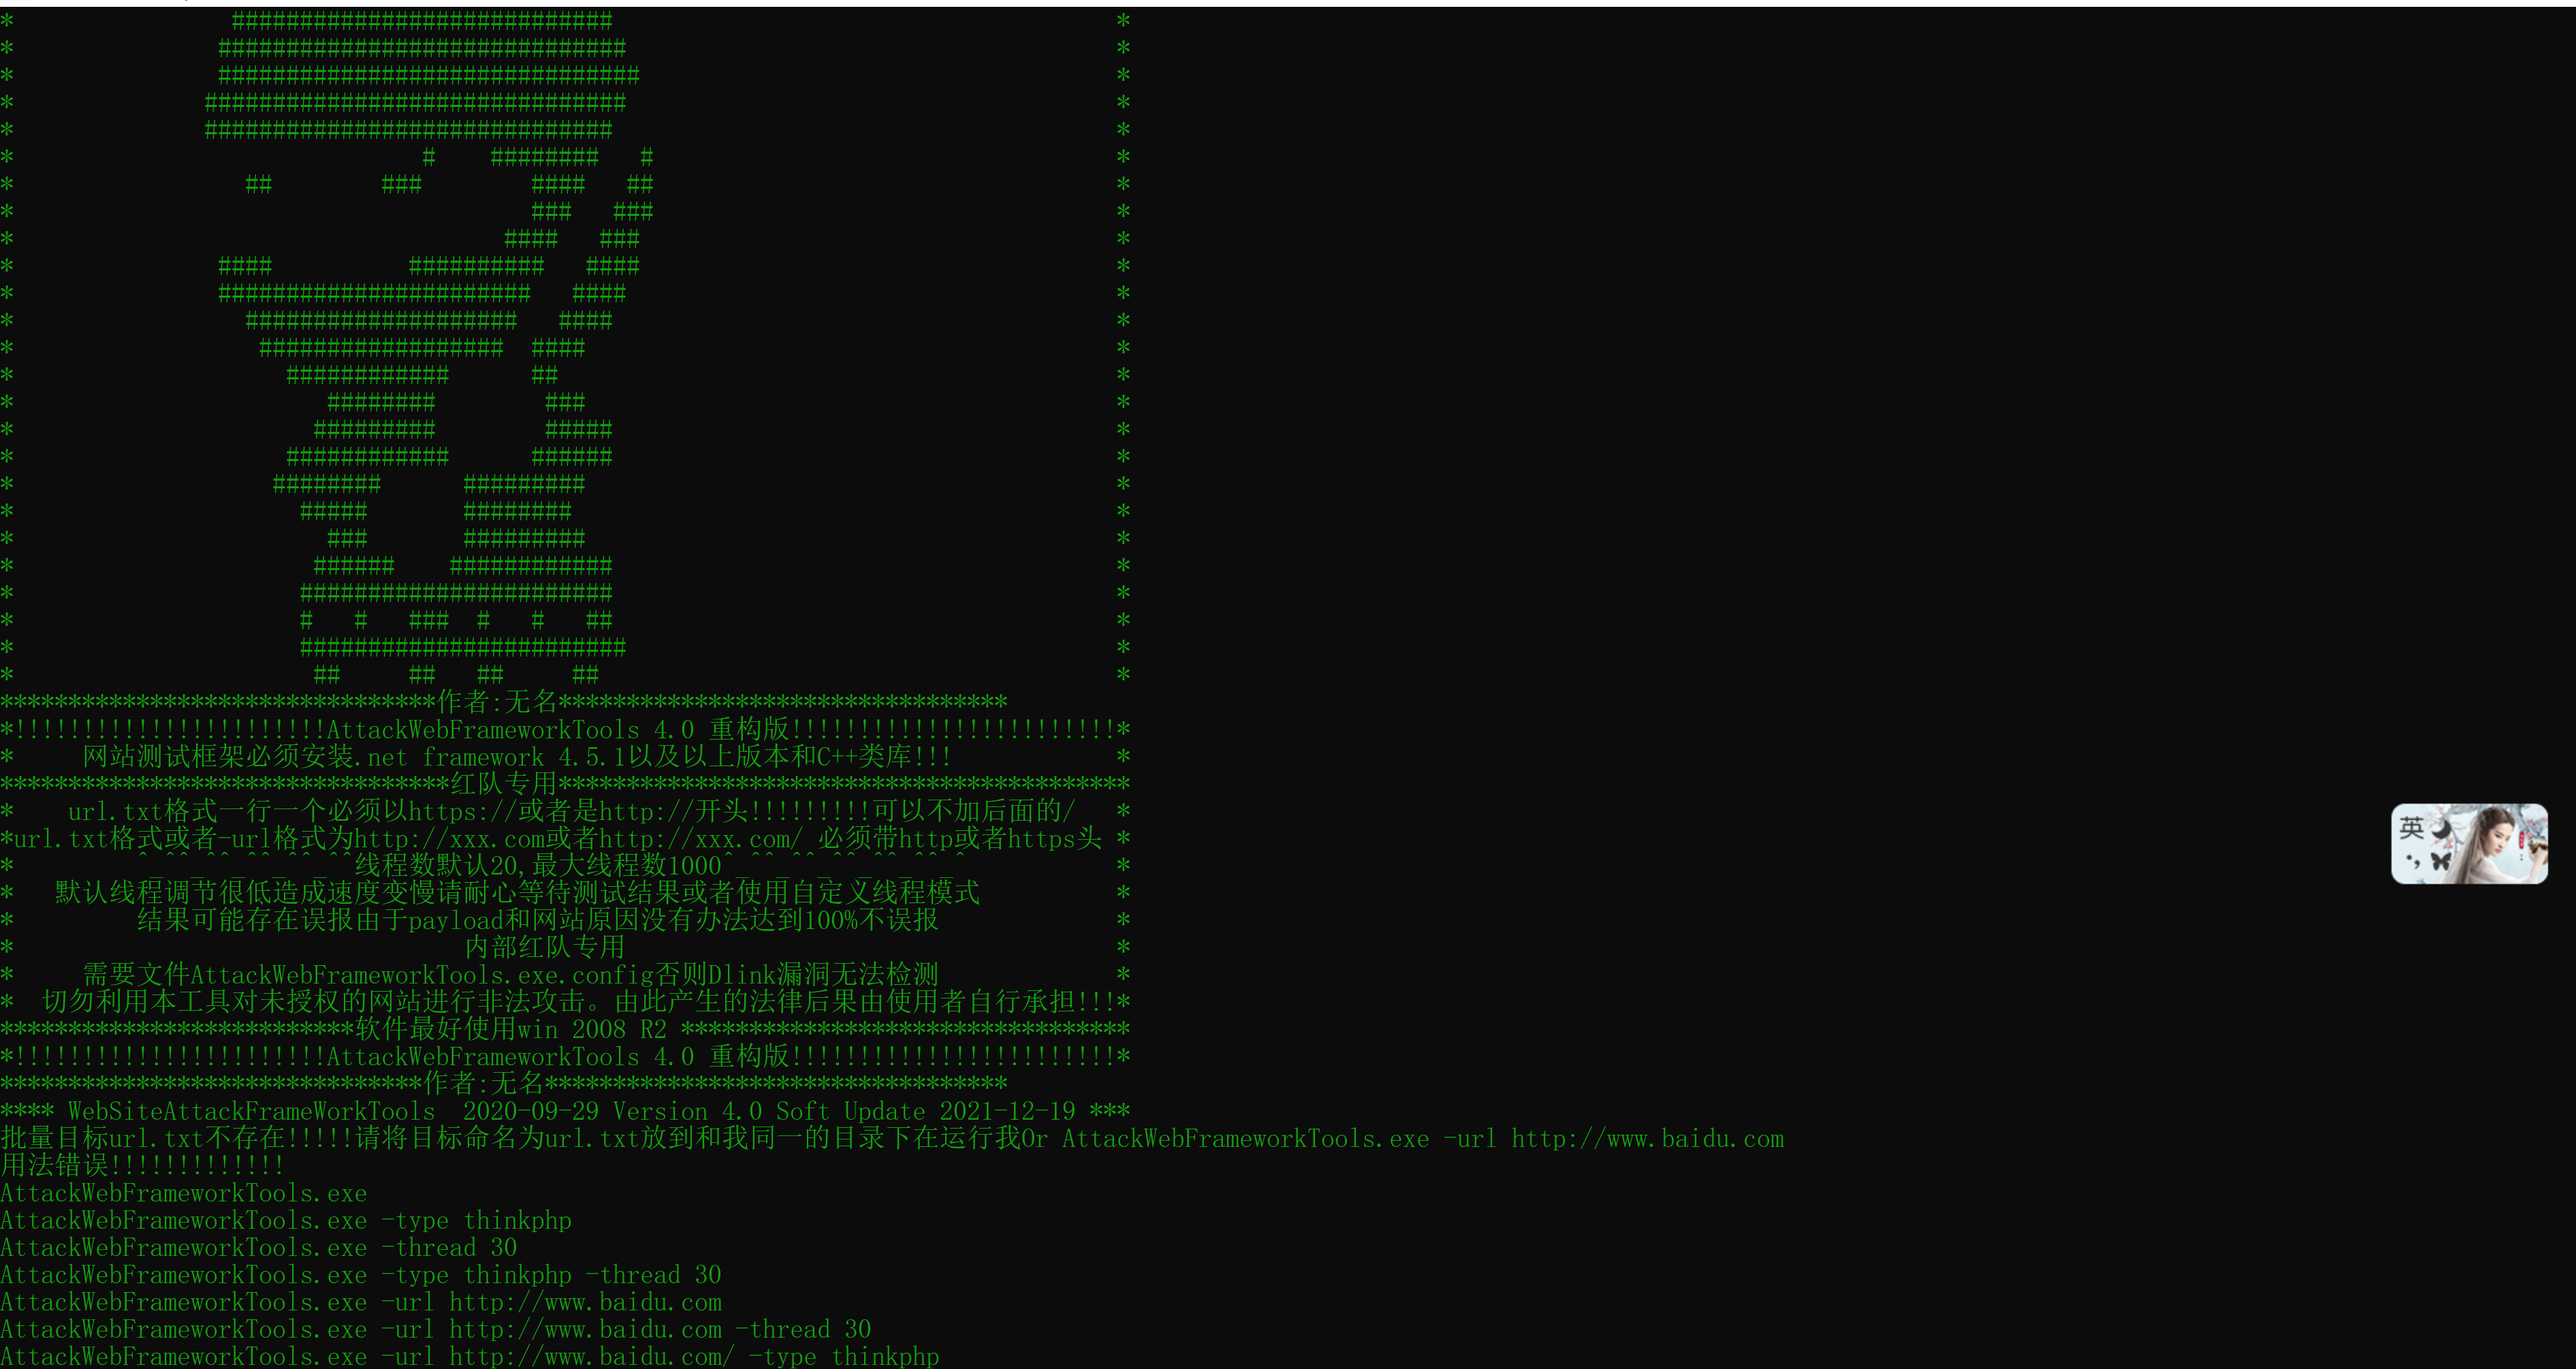 ******************************作者:无名*********************************
*!!!!!!!!!!!!!!!!!!!!!!!AttackWebFrameworkTools 4.0 重构版!!!!!!!!!!!!!!!!!!!!!!!!*
* 网站测试框架必须安装.net framework 4.5.1以及以上版本和C++类库!!! *
*********************************红队专用******************************************
* url.txt格式一行一个必须以https://或者是http://开头!!!!!!!!!可以不加后面的/ *
*url.txt格式或者-url格式为http://xxx.com或者http://xxx.com/ 必须带http或者https头 *
* ^_^^_^^_^^_^^_^^线程数默认20,最大线程数1000^_^^_^^_^^_^^_^^_^ *
* 默认线程调节很低造成速度变慢请耐心等待测试结果或者使用自定义线程模式 *
* 结果可能存在误报由于payload和网站原因没有办法达到100%不误报 *
* 内部红队专用 *
* 需要文件AttackWebFrameworkTools.exe.config否则Dlink漏洞无法检测 *
* 切勿利用本工具对未授权的网站进行非法攻击。由此产生的法律后果由使用者自行承担!!!*
****************************软件最好使用win 2008 R2 *********************************
*!!!!!!!!!!!!!!!!!!!!!!!AttackWebFrameworkTools 4.0 重构版!!!!!!!!!!!!!!!!!!!!!!!!*
*******************************作者:无名**********************************
**** WebSiteAttackFrameWorkTools 2020-09-29 Version 4.0 Soft Update 2021-12-19 ***
批量目标url.txt不存在!!!!!请将目标命名为url.txt放到和我同一的目录下在运行我Or AttackWebFrameworkTools.exe -url http://www.baidu.com
用法错误!!!!!!!!!!!!!
AttackWebFrameworkTools.exe
AttackWebFrameworkTools.exe -type thinkphp
AttackWebFrameworkTools.exe -thread 30
AttackWebFrameworkTools.exe -type thinkphp -thread 30
AttackWebFrameworkTools.exe -url http://www.baidu.com
AttackWebFrameworkTools.exe -url http://www.baidu.com -thread 30
AttackWebFrameworkTools.exe -url http://www.baidu.com/ -type thinkphp
英